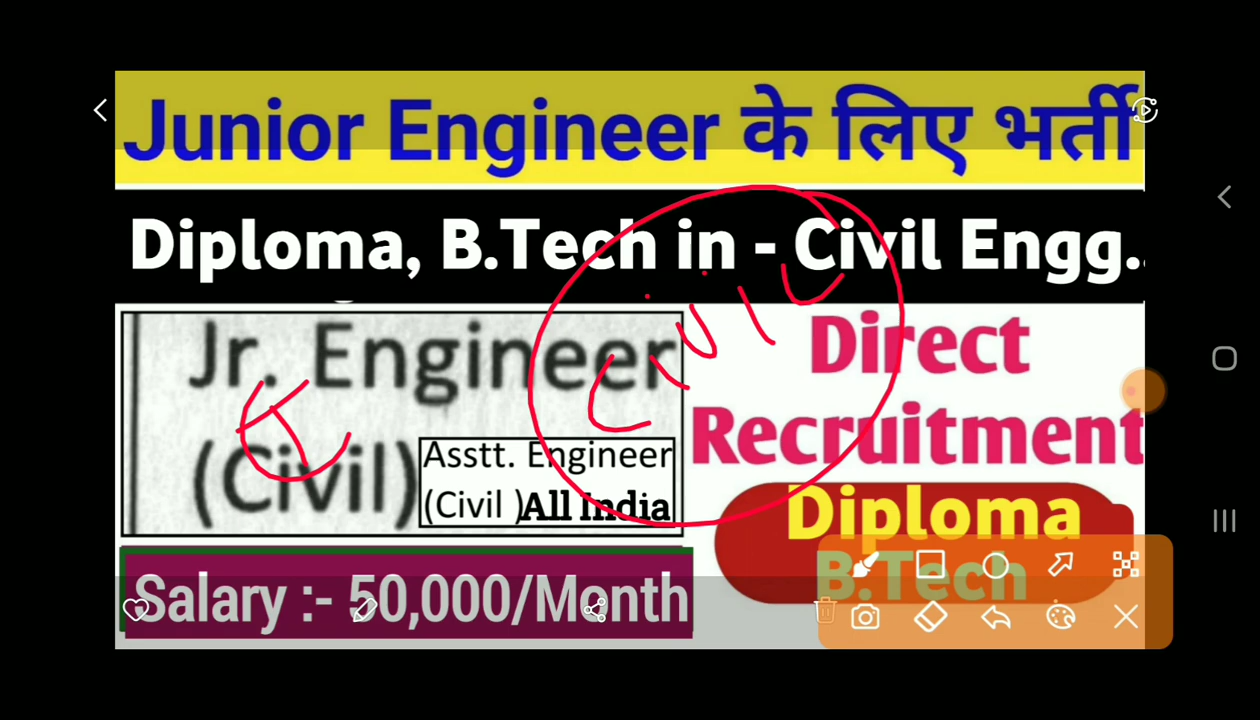 Junior Engineer के लिए भर्ती
Diploma, B.Tech in - Civil Engg.
Jr. Engineer
(Civil)
Asstt. Engineer
(Civil )All India
Direct
Recruitment
Diploma
B.Tech
Salary :- 50,000/Month
Civil